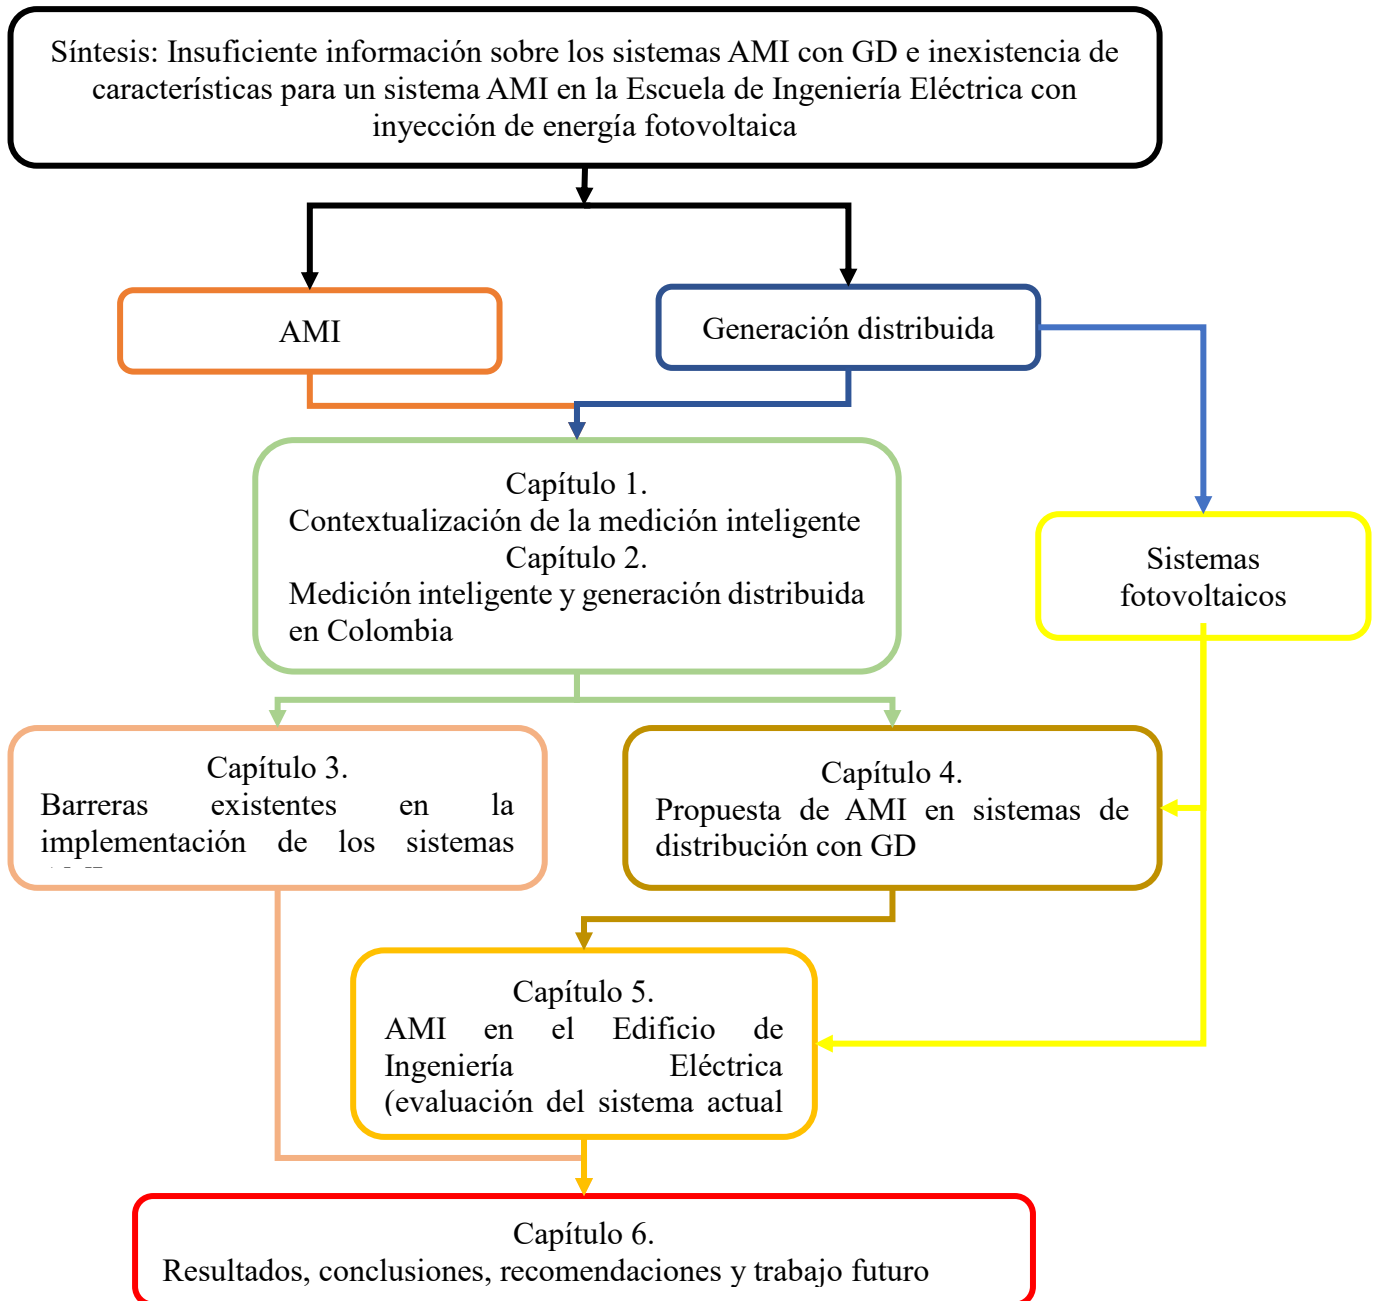 Síntesis: Insuficiente información sobre los sistemas AMI con GD e inexistencia de
características para un sistema AMI en la Escuela de Ingeniería Eléctrica con
inyección de energía fotovoltaica
AMI
Generación distribuida
Capítulo 1.
Contextualización de la medición inteligente
Capítulo 2.
Medición inteligente y generación distribuida
en Colombia
Sistemas
fotovoltaicos
Capítulo 3.
Barreras existentes en la
implementación de los sistemas
Capítulo 4.
Propuesta de AMI en sistemas de
distribución con GD
Capítulo 5.
AMI en el Edificio de
Ingeniería Eléctrica
(evaluación del sistema actual
Capítulo 6.
Resultados, conclusiones, recomendaciones y trabajo futuro